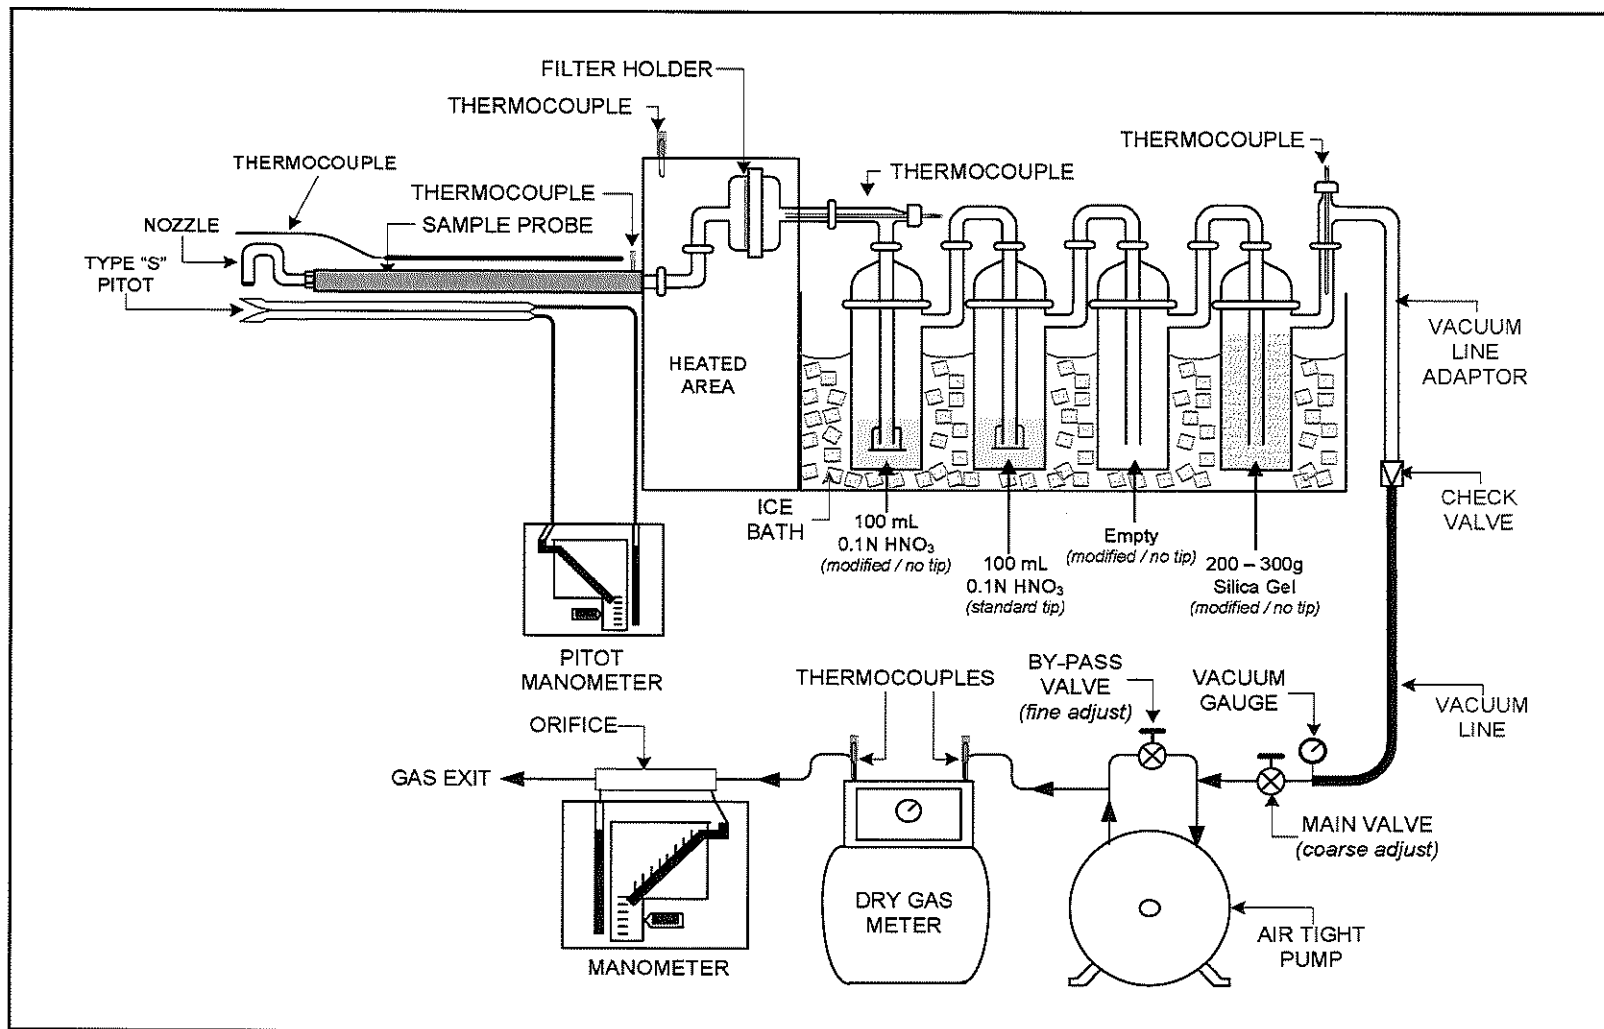 FILTER HOLDER
THERMOCOUPLE
THERMOCOUPLE
THERMOCOUPLE
THERMOCOUPLE
THERMOCOUPLE
NOZZLE
SAMPLE PROBE
TYPE "S"
PITOT
HEATED
AREA
VACUUM
LINE
ADAPTOR
ICE
BATH
100 mL
0.1N HNO₃
(modified / no tip)
100 mL
0.1N HNO₃
(standard tip)
Empty
(modified / no tip)
200 – 300g
Silica Gel
(modified / no tip)
CHECK
VALVE
PITOT
MANOMETER
THERMOCOUPLES
BY-PASS
VALVE
(fine adjust)
VACUUM
GAUGE
VACUUM
LINE
ORIFICE
GAS EXIT
MAIN VALVE
(coarse adjust)
DRY GAS
METER
AIR TIGHT
PUMP
MANOMETER